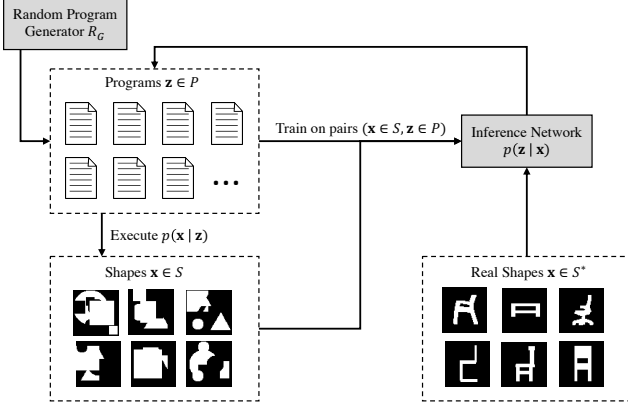 Random Program
Generator R_G
Programs z ∈ P
Train on pairs (x ∈ S, z ∈ P)
Inference Network
p(z | x)
Execute p(x | z)
Shapes x ∈ S
Real Shapes x ∈ S*